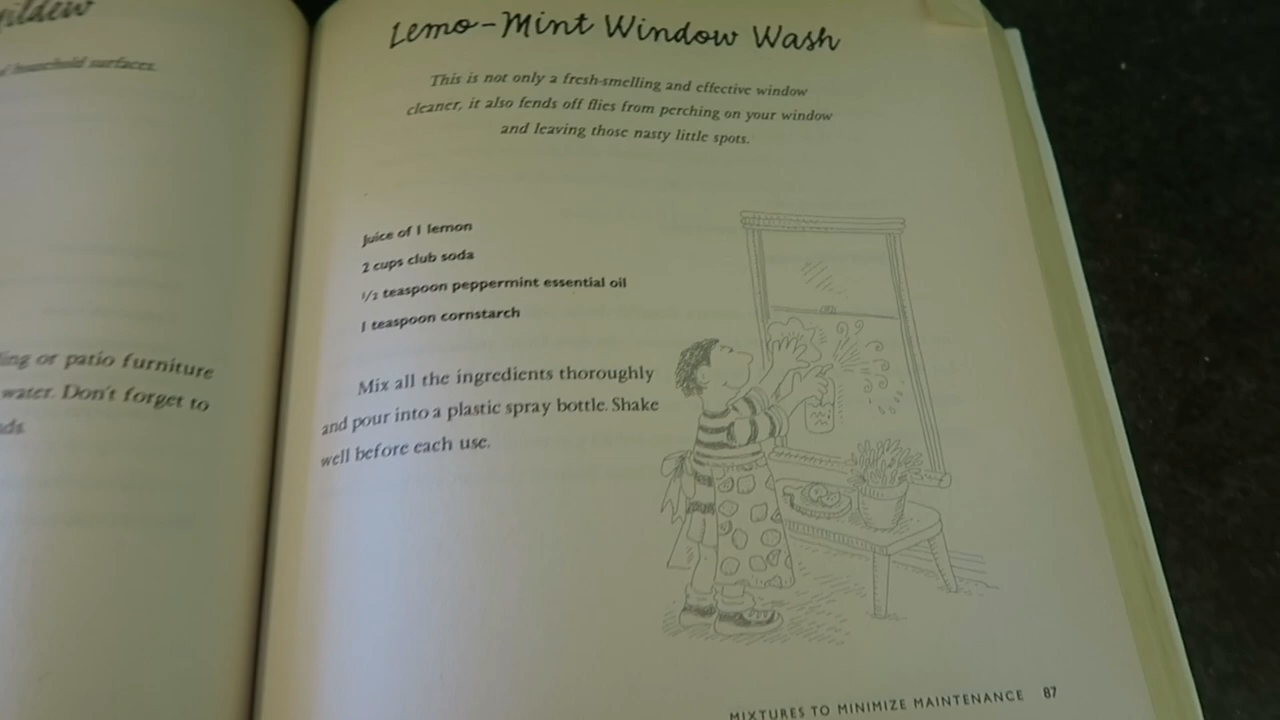 household surfaces.
or patio furniture
water. Don't forget to
Lemo-Mint Window Wash
This is not only a fresh-smelling and effective window
cleaner, it also fends off flies from perching on your window
and leaving those nasty little spots.
Juice of 1 lemon
2 cups club soda
1/2 teaspoon peppermint essential oil
1 teaspoon cornstarch
Mix all the ingredients thoroughly
and pour into a plastic spray bottle. Shake
well before each use.
MIXTURES TO MINIMIZE MAINTENANCE 87